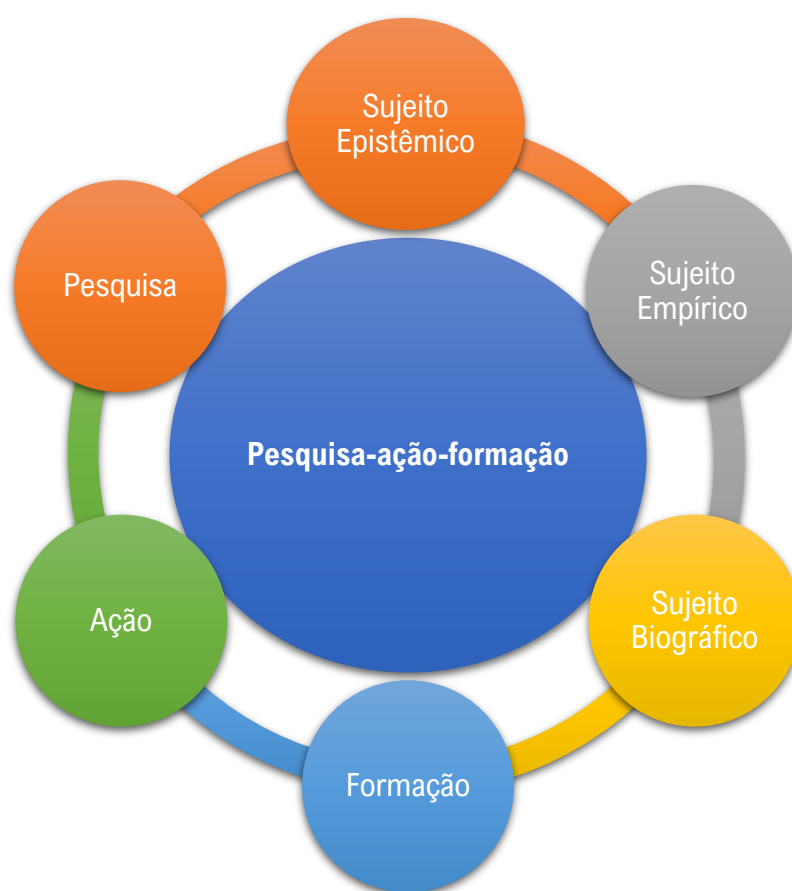 Sujeito
Epistêmico
Pesquisa
Sujeito
Empírico
Pesquisa-ação-formação
Ação
Sujeito
Biográfico
Formação